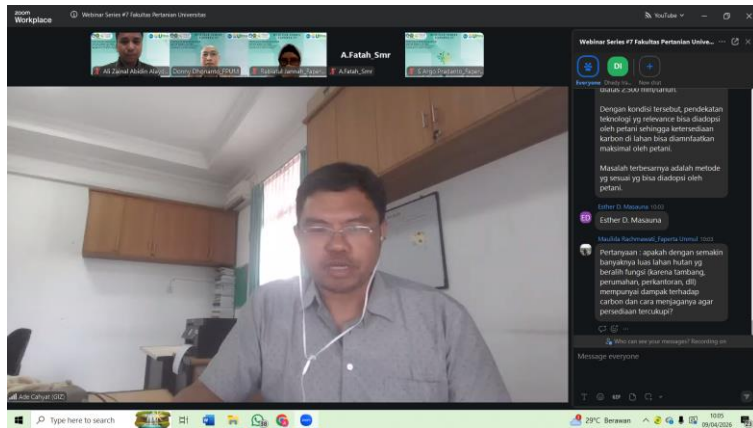 zoom
Workplace
Webinar Series #7 Fakultas Pertanian Universitas
YouTube
Ali Zainal Abidin Alayd...
Donny Dhonanto_FPUM...
A.Fatah_Smr
A.Fatah_Smr
Ade Cahyat (GIZ)
Webinar Series #7 Fakultas Pertanian Unive...
DI
Everyone
New chat
diatas 2.500 mm/tahun.
Dengan kondisi tersebut, pendekatan
teknologi yg relevance bisa diadopsi
oleh petani sehingga ketersediaan
karbon di lahan bisa diamnfaatkan
maksimal oleh petani.
Masalah terbesarnya adalah metode
yg sesuai yg bisa diadopsi oleh
petani.
Esther D. Masauna 10:03
ED
Esther D. Masauna
Maulida Rachmawati_Faperta Unmul 10:03
Pertanyaan : apakah dengan semakin
banyaknya luas lahan hutan yg
beralih fungsi (karena tambang,
perumahan, perkantoran, dll)
mempunyai dampak terhadap
carbon dan cara menjaganya agar
persediaan tercukupi?
Who can see your messages? Recording on
Message everyone
Type here to search
29°C Berawan
10:05
09/04/2026